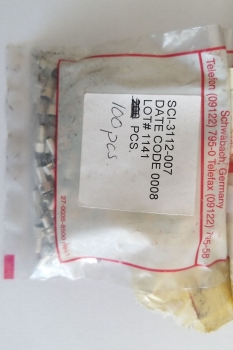 Schwabach, Germany
Telefon (09122) 795-0 Telefax (09122) 795-58
SCI-3112-007
DATE CODE 0008
LOT# 1141
PCS.
100 pcs